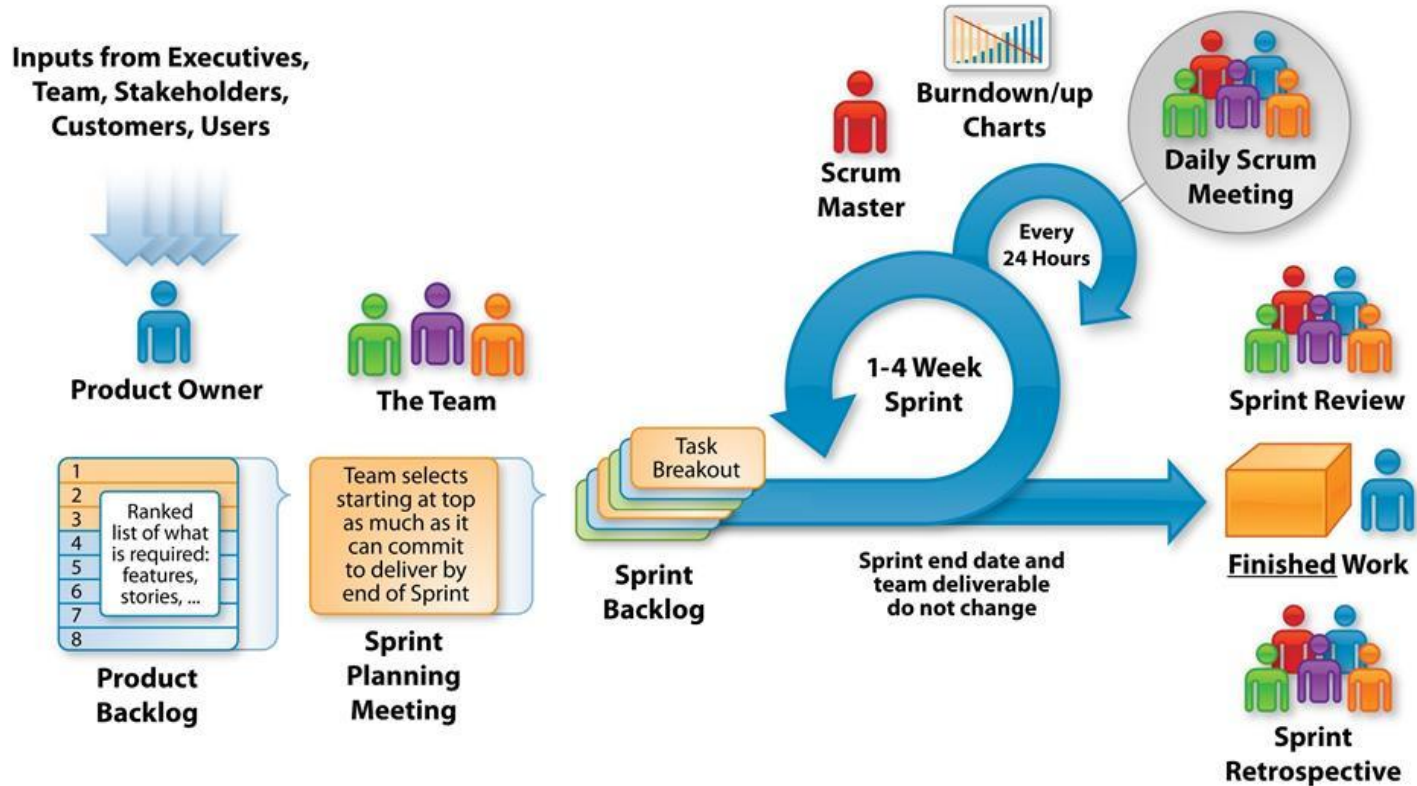 Inputs from Executives,
Team, Stakeholders,
Customers, Users
Product Owner
The Team
1
2
3
4
5
6
7
8
Ranked
list of what
is required:
features,
stories, ...
Product
Backlog
Team selects
starting at top
as much as it
can commit
to deliver by
end of Sprint
Sprint
Planning
Meeting
Task
Breakout
Sprint
Backlog
Scrum
Master
Burndown/up
Charts
Daily Scrum
Meeting
Every
24 Hours
1-4 Week
Sprint
Sprint end date and
team deliverable
do not change
Sprint Review
Finished Work
Sprint
Retrospective